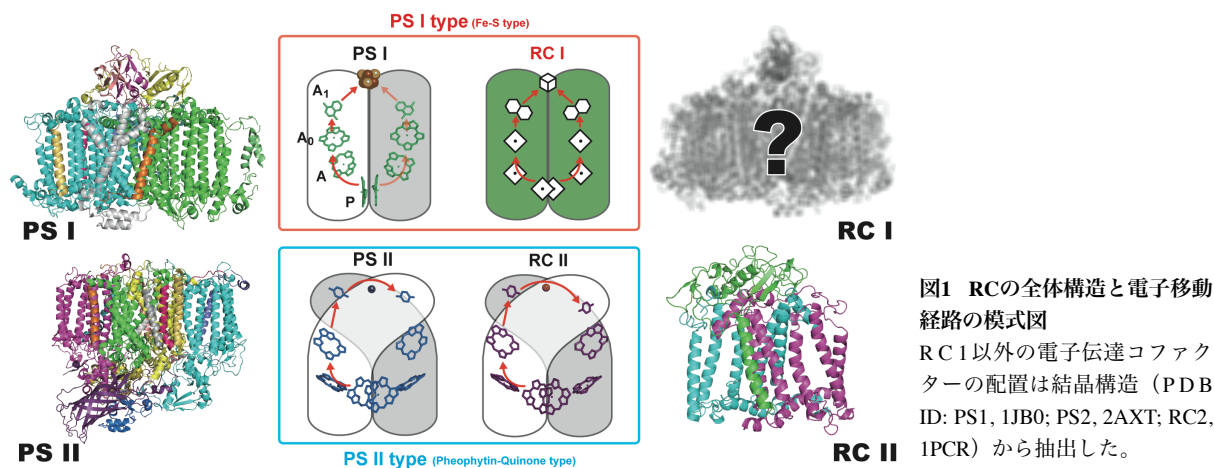 PS I type (Fe-S type)
PS I
RC I
A1
A0
A
P
PS I
?
RC I
PS II
RC II
PS II
PS II type (Pheophytin-Quinone type)
RC II
図1 RCの全体構造と電子移動
経路の模式図
RC1以外の電子伝達コファク
ターの配置は結晶構造（PDB
ID: PS1, 1JB0; PS2, 2AXT; RC2,
1PCR）から抽出した。